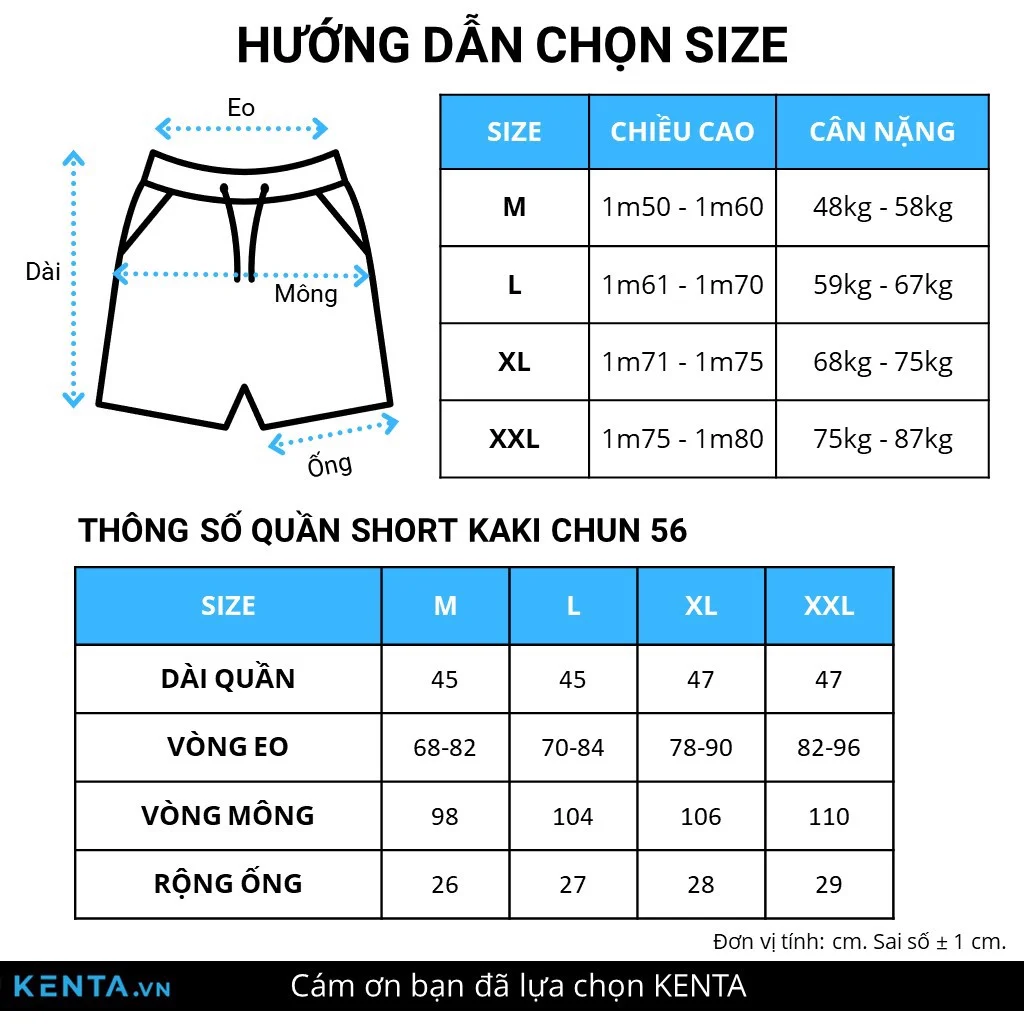 HƯỚNG DẪN CHỌN SIZE
Eo
Dài
Mông
Ống
SIZE CHIỀU CAO CÂN NẶNG
M 1m50 - 1m60 48kg - 58kg
L 1m61 - 1m70 59kg - 67kg
XL 1m71 - 1m75 68kg - 75kg
XXL 1m75 - 1m80 75kg - 87kg
THÔNG SỐ QUẦN SHORT KAKI CHUN 56
SIZE M L XL XXL
DÀI QUẦN 45 45 47 47
VÒNG EO 68-82 70-84 78-90 82-96
VÒNG MÔNG 98 104 106 110
RỘNG ỐNG 26 27 28 29
Đơn vị tính: cm. Sai số ± 1 cm.
KENTA.VN
Cám ơn bạn đã lựa chọn KENTA